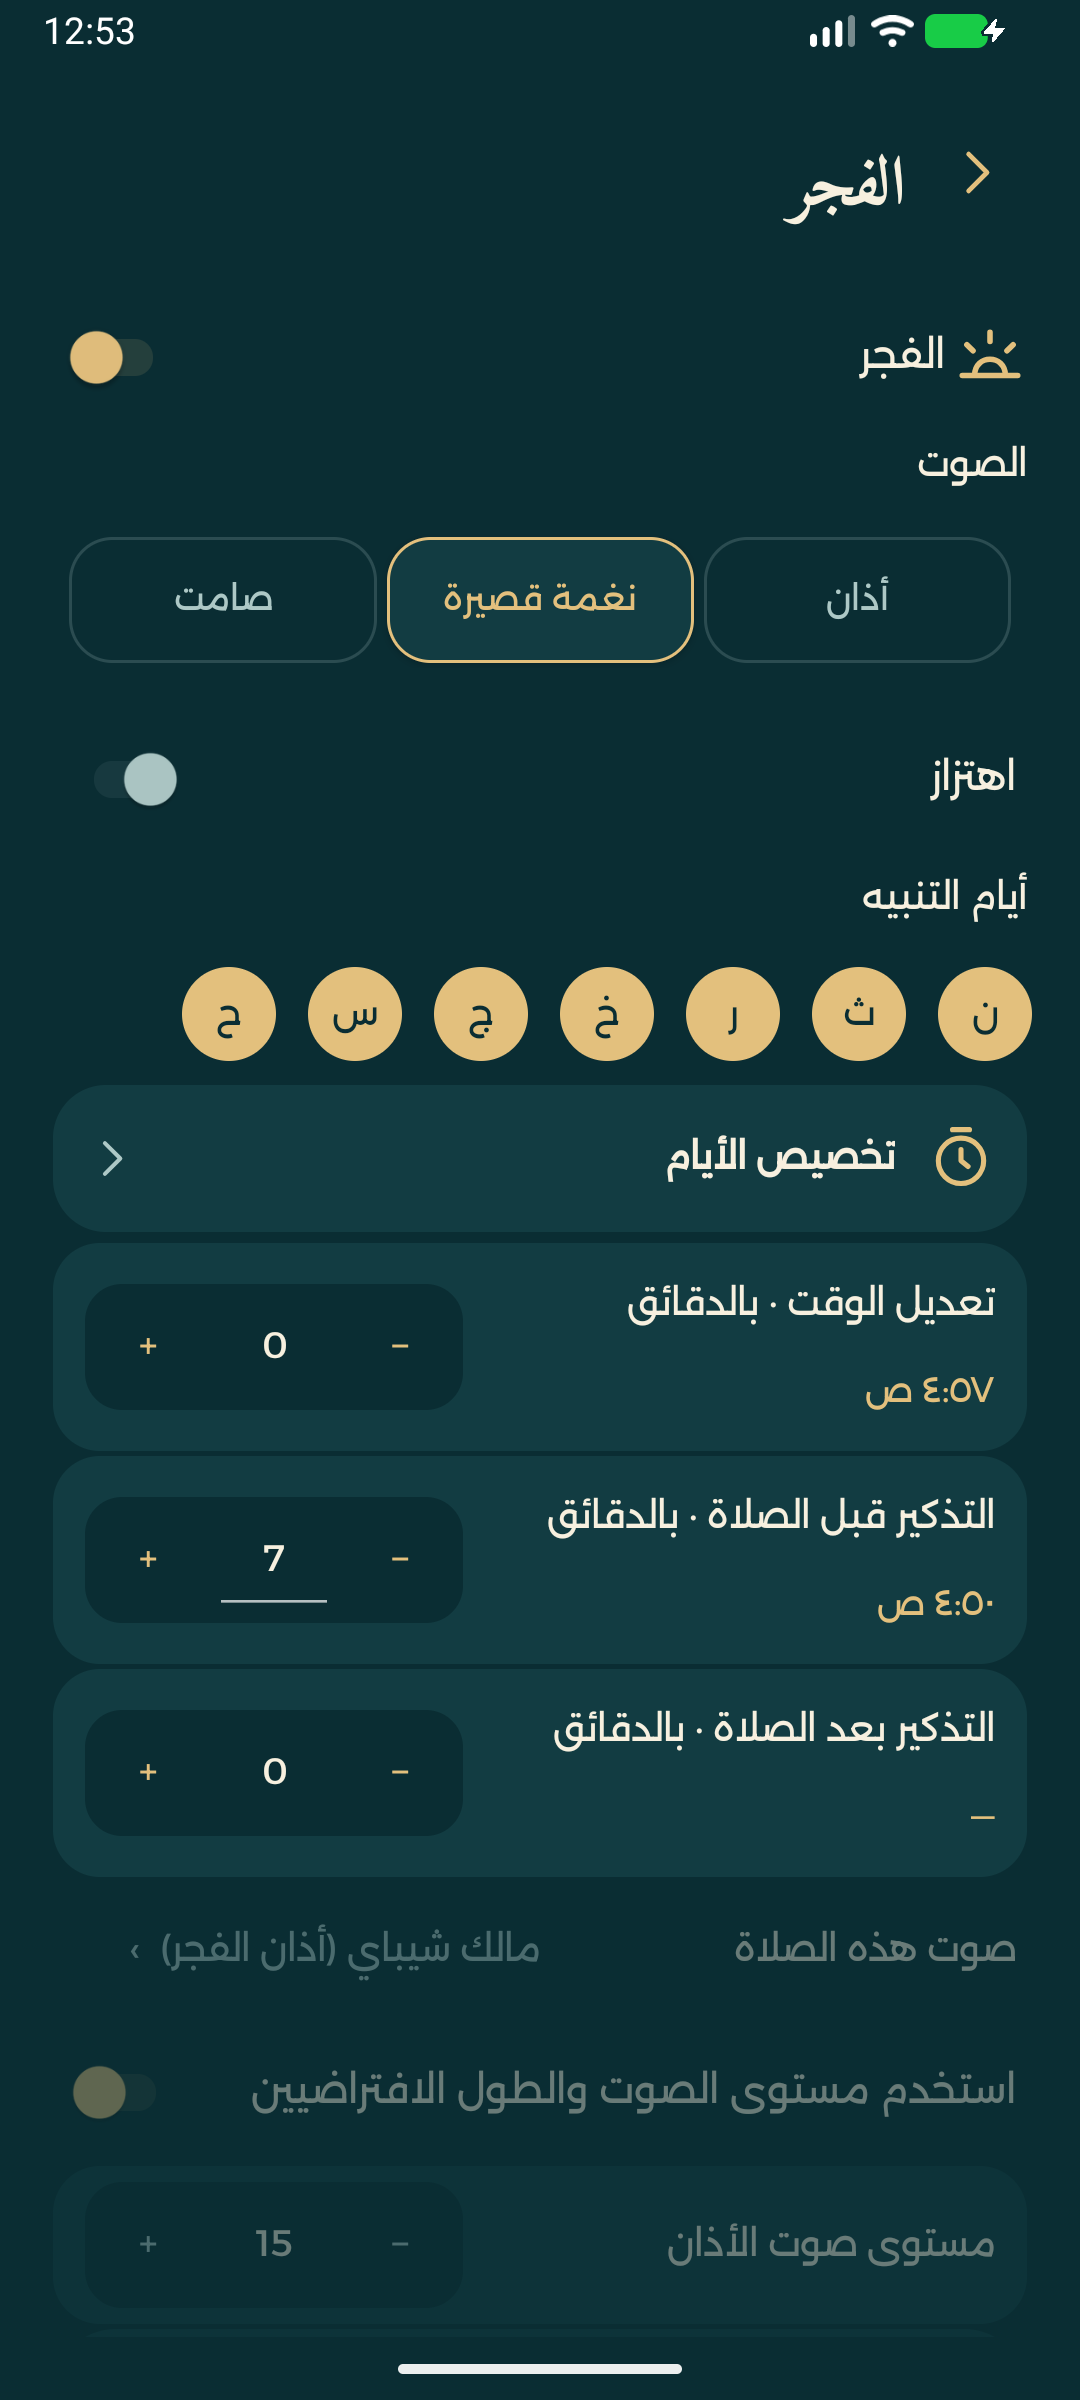 12:53
الفجر
الفجر
الصوت
أذان
نغمة قصيرة
صامت
اهتزاز
أيام التنبيه
ن ث ر خ ج س ح
تخصيص الأيام
تعديل الوقت · بالدقائق
− 0 +
٤:٥٧ ص
التذكير قبل الصلاة · بالدقائق
− 7 +
٤:٥٠ ص
التذكير بعد الصلاة · بالدقائق
− 0 +
—
صوت هذه الصلاة
مالك شيباي (أذان الفجر) ›
استخدم مستوى الصوت والطول الافتراضيين
مستوى صوت الأذان
− 15 +